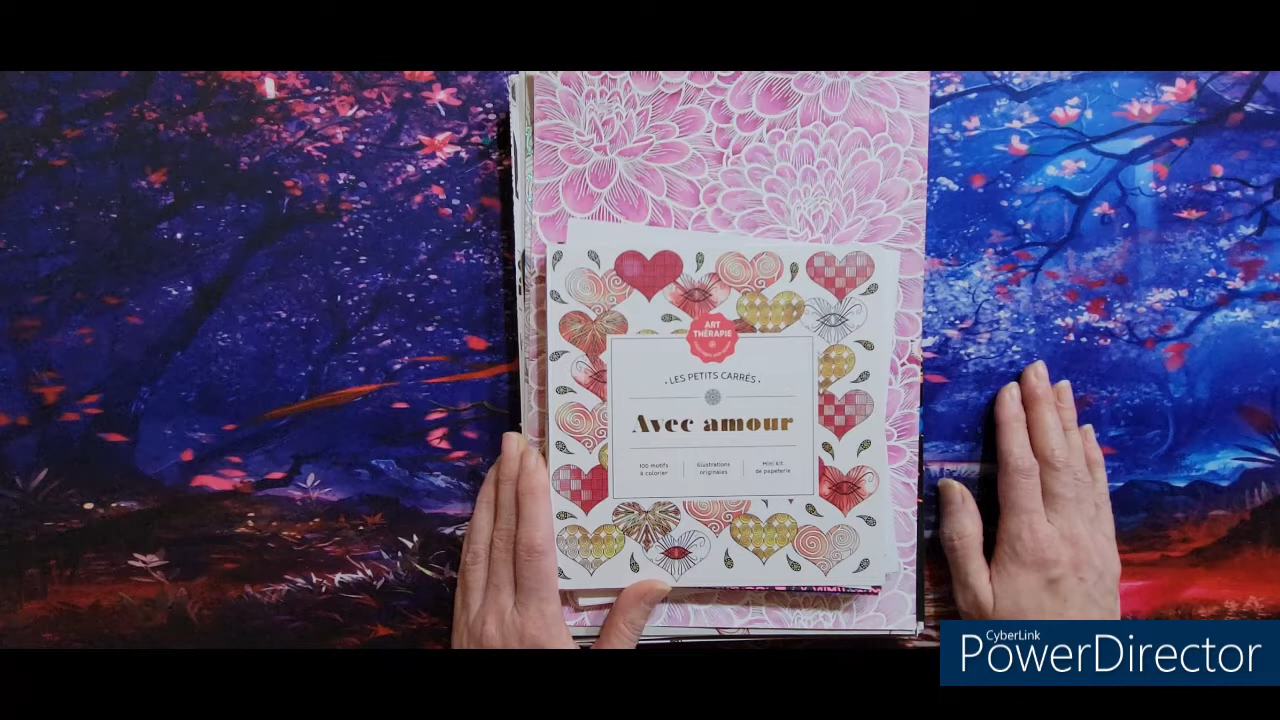 ART
THÉRAPIE
• LES PETITS CARRÉS •
Avec amour
100 motifs
à colorier
Illustrations
originales
Mini kit
de papeterie
CyberLink
PowerDirector